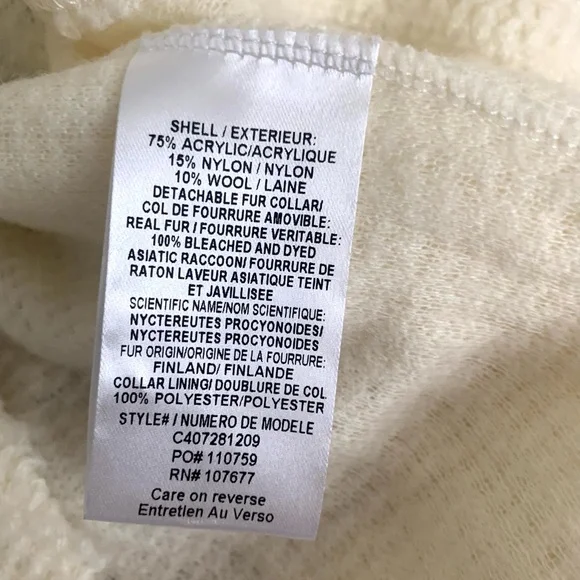 SHELL / EXTERIEUR:
75% ACRYLIC/ACRYLIQUE
15% NYLON / NYLON
10% WOOL / LAINE
DETACHABLE FUR COLLAR/
COL DE FOURRURE AMOVIBLE:
REAL FUR / FOURRURE VERITABLE:
100% BLEACHED AND DYED
ASIATIC RACCOON/FOURRURE DE
RATON LAVEUR ASIATIQUE TEINT
ET JAVILLISEE
SCIENTIFIC NAME/NOM SCIENTIFIQUE:
NYCTEREUTES PROCYONOIDES/
NYCTEREUTES PROCYONOIDES
FUR ORIGIN/ORIGINE DE LA FOURRURE:
FINLAND/ FINLANDE
COLLAR LINING/ DOUBLURE DE COL
100% POLYESTER/POLYESTER
STYLE# / NUMERO DE MODELE
C407281209
PO# 110759
RN# 107677
Care on reverse
Entretien Au Verso